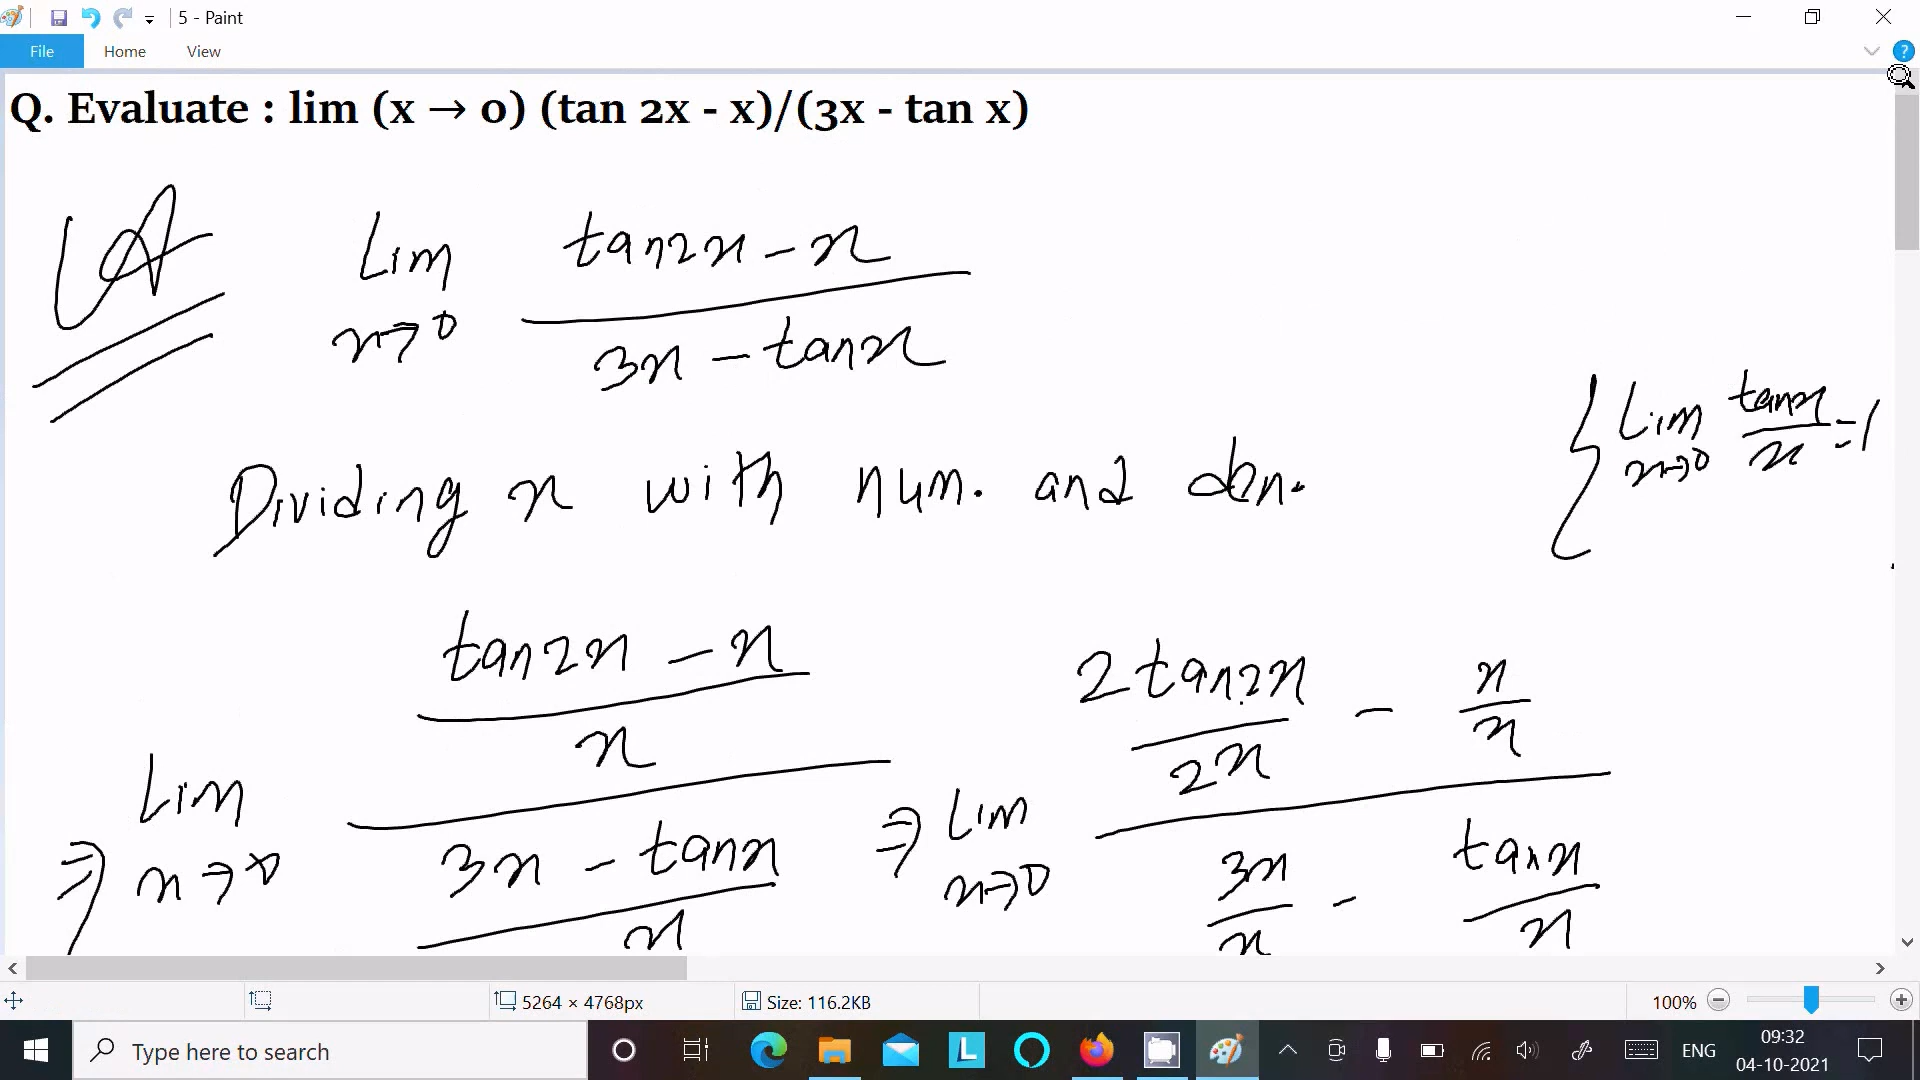 5 - Paint
File Home View
Q. Evaluate : lim (x → 0) (tan 2x - x)/(3x - tan x)
Lim x→0 (tan2x - x)/(3x - tanx)
{ Lim x→0 tanx/x = 1
Dividing x with num. and den.
⇒ Lim x→0 ((tan2x - x)/x)/((3x - tanx)/x) ⇒ Lim x→0 (2tan2x/2x - x/x)/(3x/x - tanx/x)
5264 × 4768px Size: 116.2KB 100%
Type here to search L ENG 09:32
04-10-2021